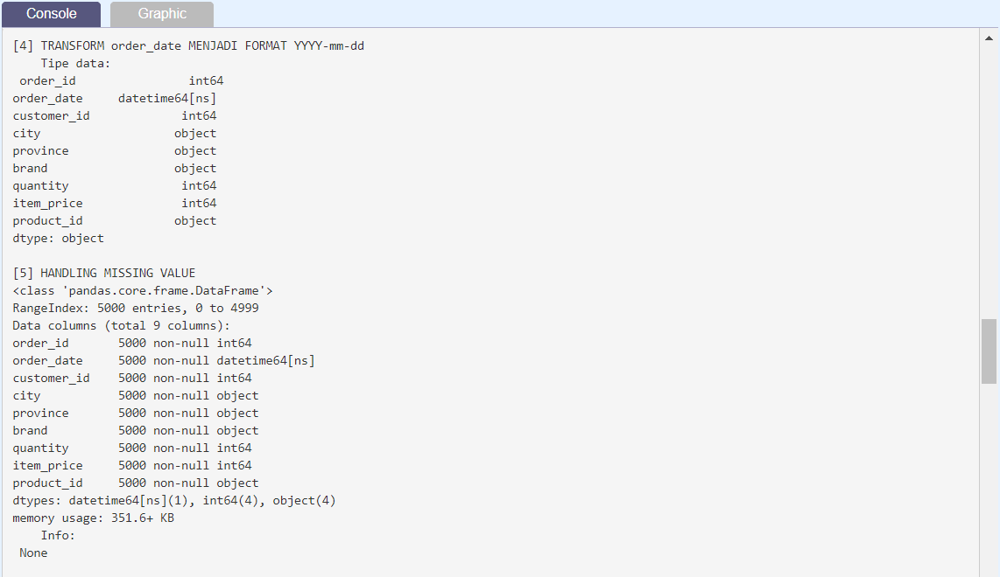 Console Graphic
[4] TRANSFORM order_date MENJADI FORMAT YYYY-mm-dd
    Tipe data:
 order_id                int64
order_date     datetime64[ns]
customer_id             int64
city                   object
province               object
brand                  object
quantity                int64
item_price              int64
product_id             object
dtype: object

[5] HANDLING MISSING VALUE
<class 'pandas.core.frame.DataFrame'>
RangeIndex: 5000 entries, 0 to 4999
Data columns (total 9 columns):
order_id       5000 non-null int64
order_date     5000 non-null datetime64[ns]
customer_id    5000 non-null int64
city           5000 non-null object
province       5000 non-null object
brand          5000 non-null object
quantity       5000 non-null int64
item_price     5000 non-null int64
product_id     5000 non-null object
dtypes: datetime64[ns](1), int64(4), object(4)
memory usage: 351.6+ KB
    Info:
 None